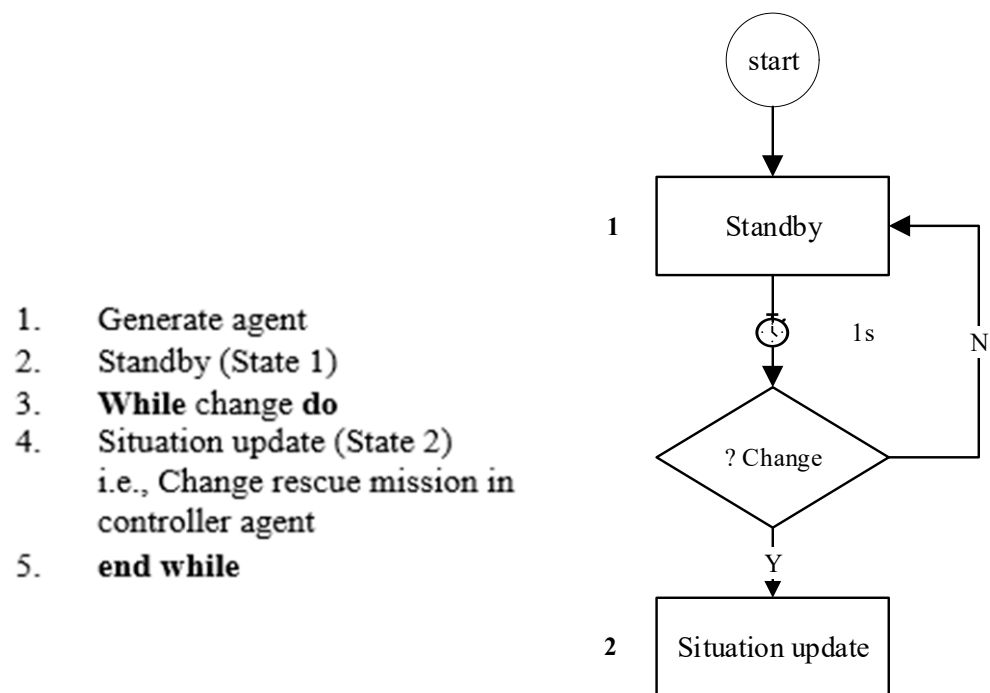 1. Generate agent
2. Standby (State 1)
3. While change do
4. Situation update (State 2)
i.e., Change rescue mission in
controller agent
5. end while
start
1
Standby
1s
N
? Change
Y
2
Situation update